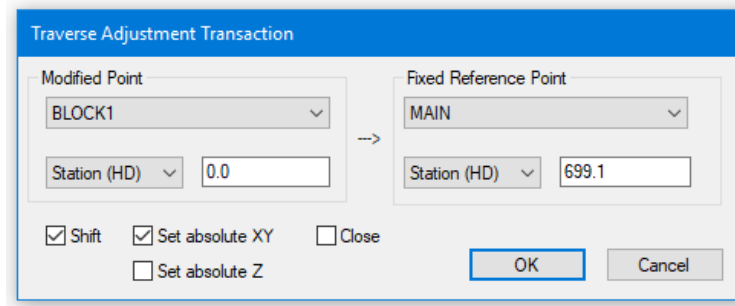 Traverse Adjustment Transaction
Modified Point
BLOCK1
Station (HD)
0.0
--->
Fixed Reference Point
MAIN
Station (HD)
699.1
Shift
Set absolute XY
Close
Set absolute Z
OK
Cancel